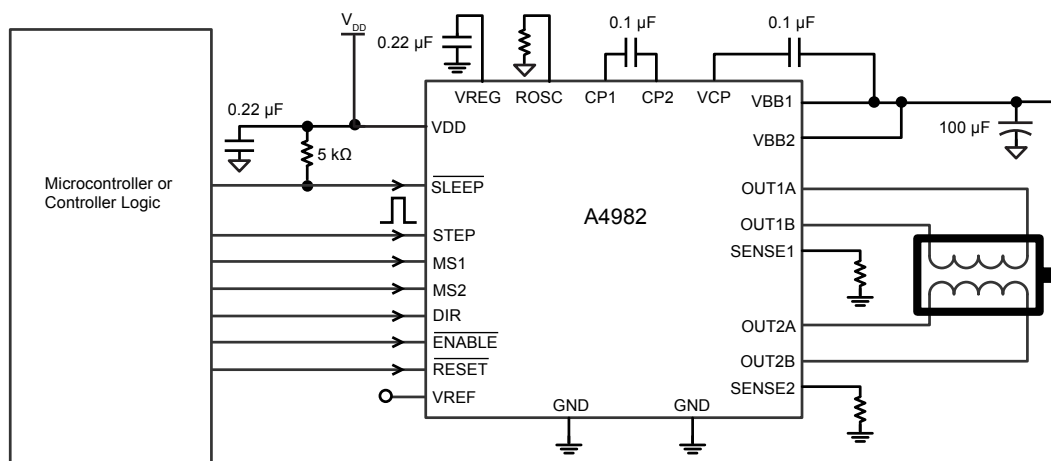 VDD
0.22 µF
0.1 µF
0.1 µF
VREG
ROSC
CP1
CP2
VCP
VBB1
0.22 µF
VDD
VBB2
100 µF
5 kΩ
Microcontroller or
Controller Logic
SLEEP
OUT1A
A4982
OUT1B
STEP
SENSE1
MS1
MS2
DIR
OUT2A
ENABLE
OUT2B
RESET
SENSE2
VREF
GND
GND